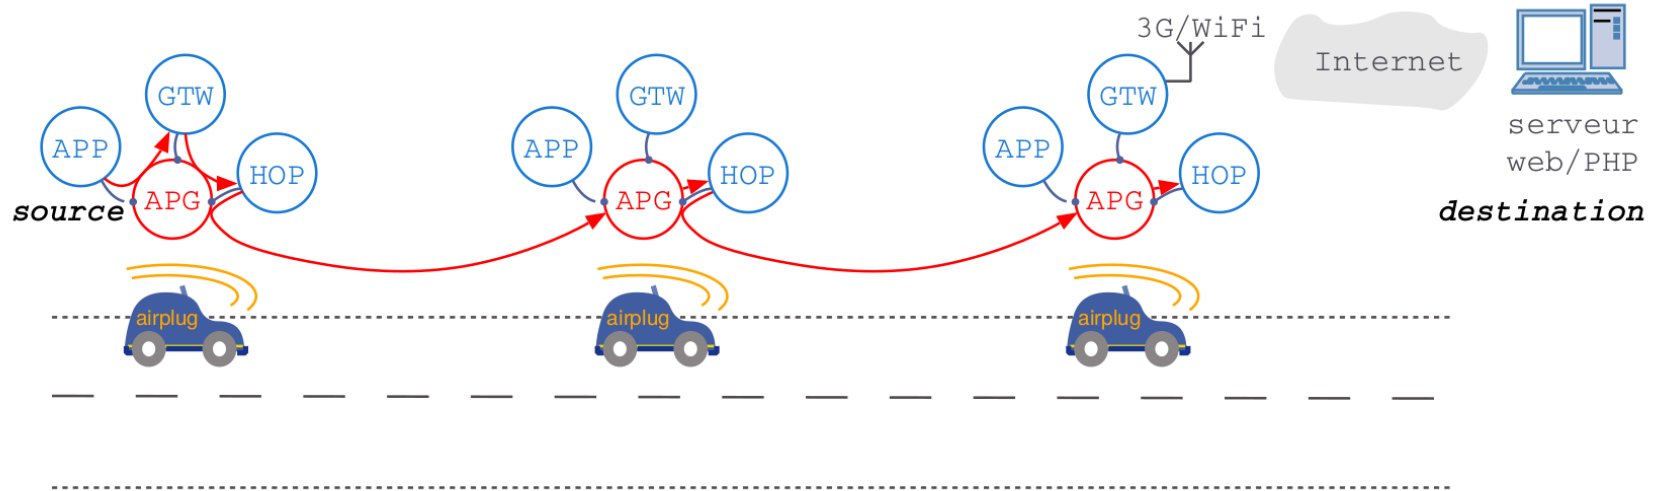 3G/WiFi
Internet
GTW
GTW
GTW
APP
HOP
APP
HOP
APP
HOP
APG
APG
APG
serveur
web/PHP
source
destination
airplug
airplug
airplug